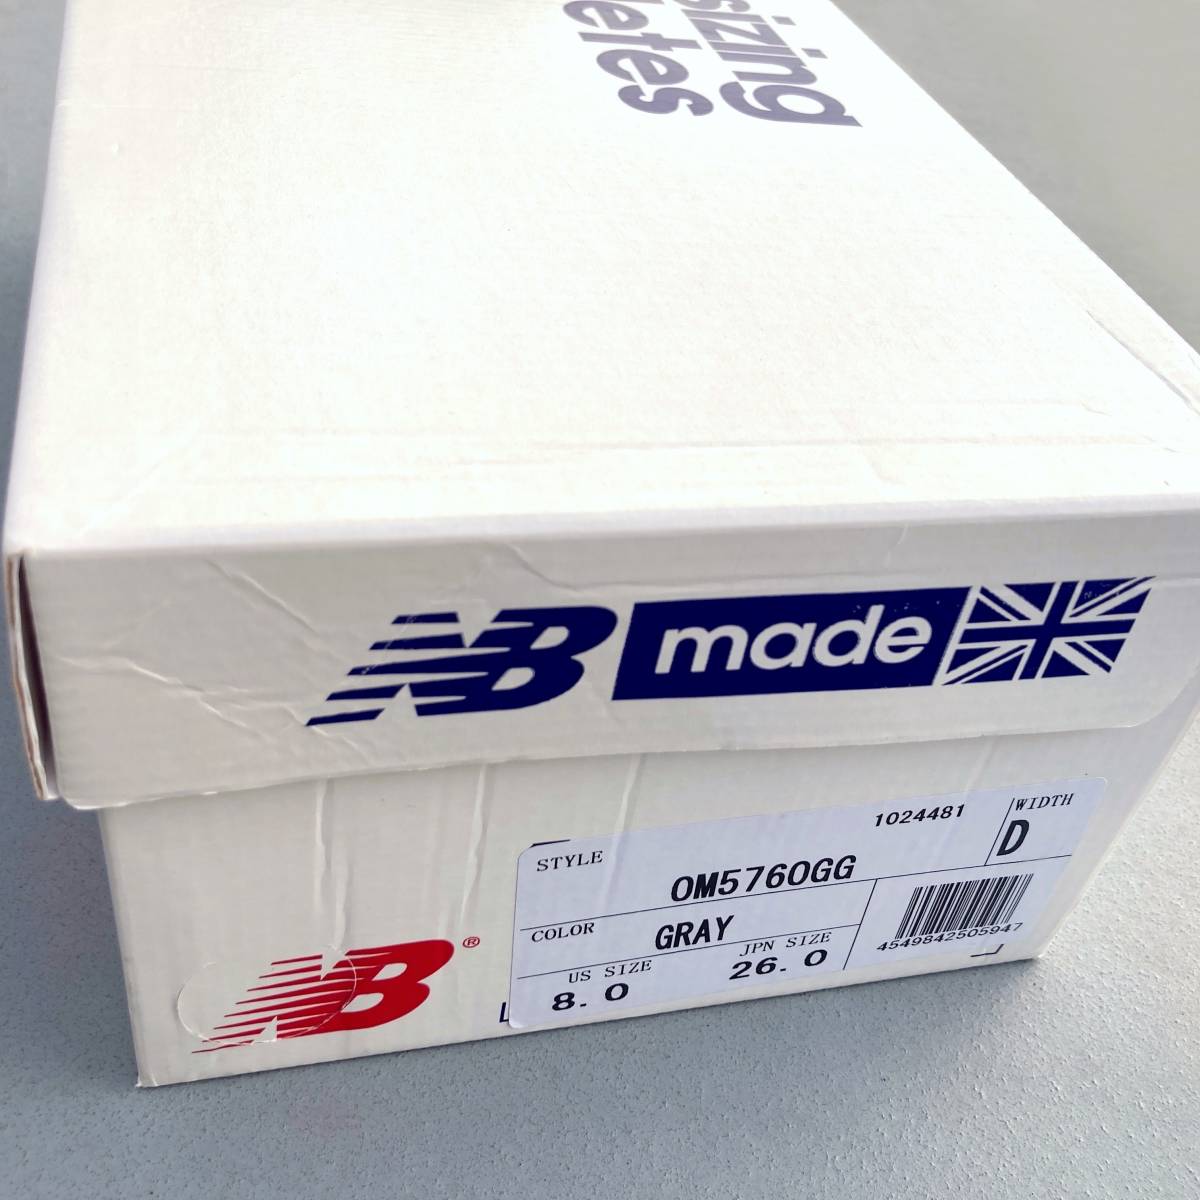 sizing
letes
NB made
STYLE
OM576OGG
1024481
WIDTH
D
COLOR
GRAY
US SIZE
8.0
JPN SIZE
26.0
4549842505947
NB®
L